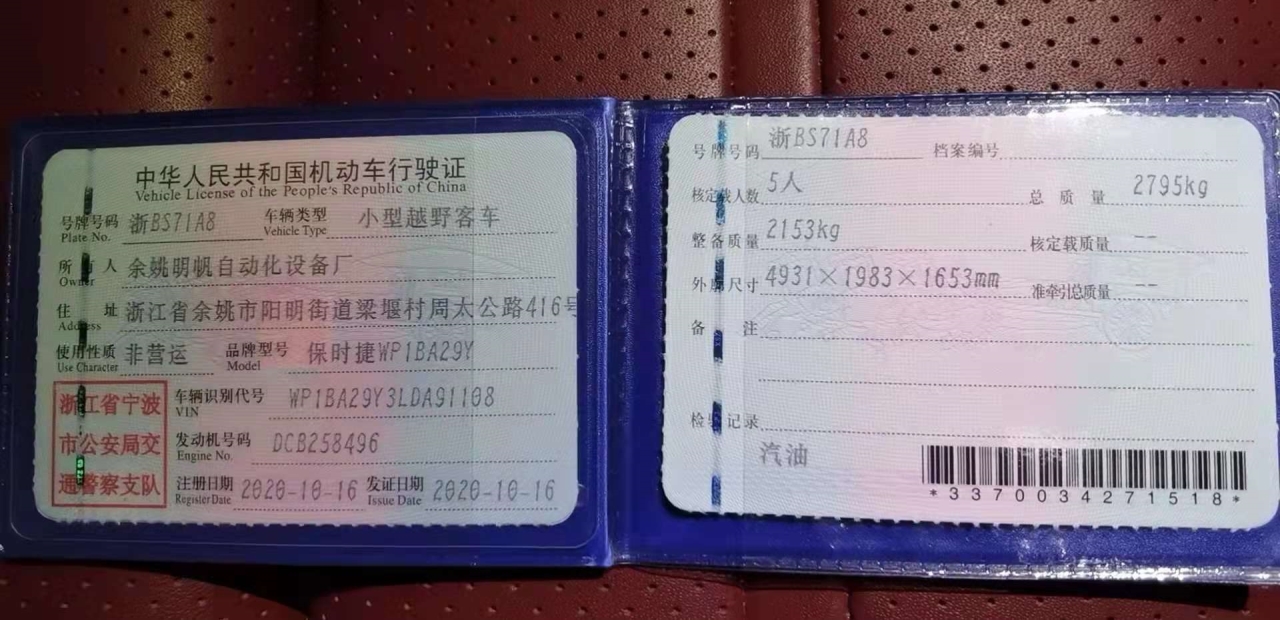 中华人民共和国机动车行驶证
Vehicle License of the People's Republic of China
号牌号码 浙BS71A8 车辆类型 小型越野客车
Plate No. Vehicle Type
所有人 余姚明帆自动化设备厂
Owner
住址 浙江省余姚市阳明街道梁堰村周太公路416号
Address
使用性质 非营运 品牌型号 保时捷WP1BA29Y
Use Character Model
浙江省宁波
市公安局交
通警察支队
车辆识别代号 WP1BA29Y3LDA91108
VIN
发动机号码 DCB258496
Engine No.
注册日期 2020-10-16 发证日期 2020-10-16
Register Date Issue Date
号牌号码 浙BS71A8 档案编号
核定载人数 5人 总质量 2795kg
整备质量 2153kg 核定载质量 --
外廓尺寸 4931×1983×1653mm 准牵引总质量 --
备注
检验记录
汽油
*3370034271518*